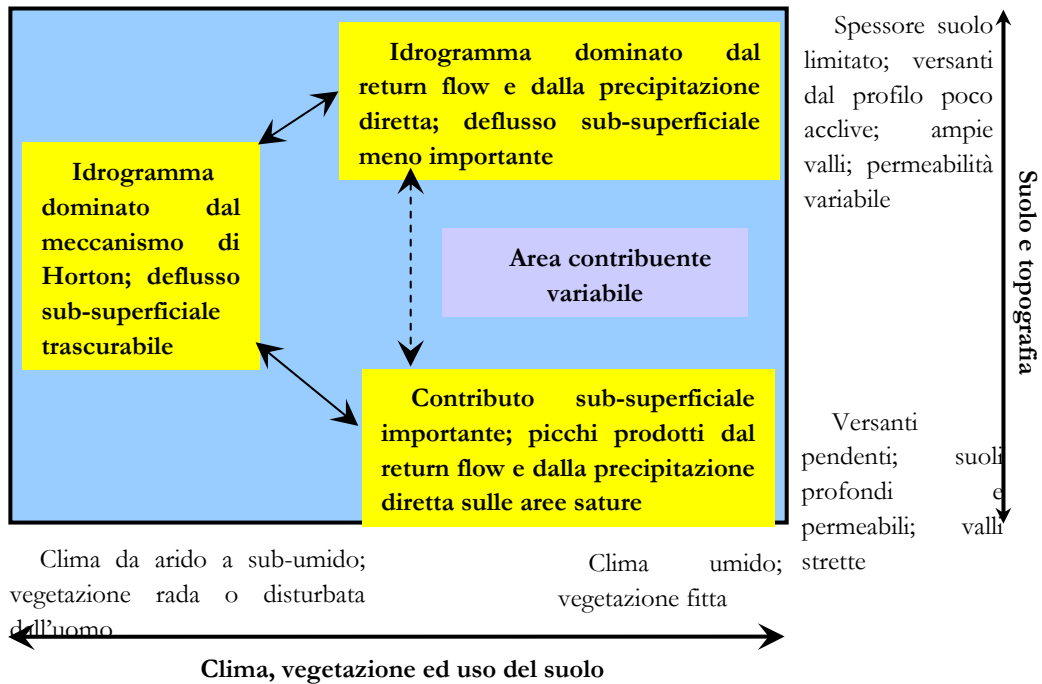 Idrogramma dominato dal
return flow e dalla precipitazione
diretta; deflusso sub-superficiale
meno importante
Spessore suolo
limitato; versanti
dal profilo poco
acclive; ampie
valli; permeabilità
variabile
Idrogramma
dominato dal
meccanismo di
Horton; deflusso
sub-superficiale
trascurabile
Area contribuente
variabile
Suolo e topografia
Contributo sub-superficiale
importante; picchi prodotti dal
return flow e dalla precipitazione
diretta sulle aree sature
Versanti
pendenti; suoli
profondi e
permeabili; valli
strette
Clima da arido a sub-umido;
vegetazione rada o disturbata
dall'uomo
Clima umido;
vegetazione fitta
Clima, vegetazione ed uso del suolo